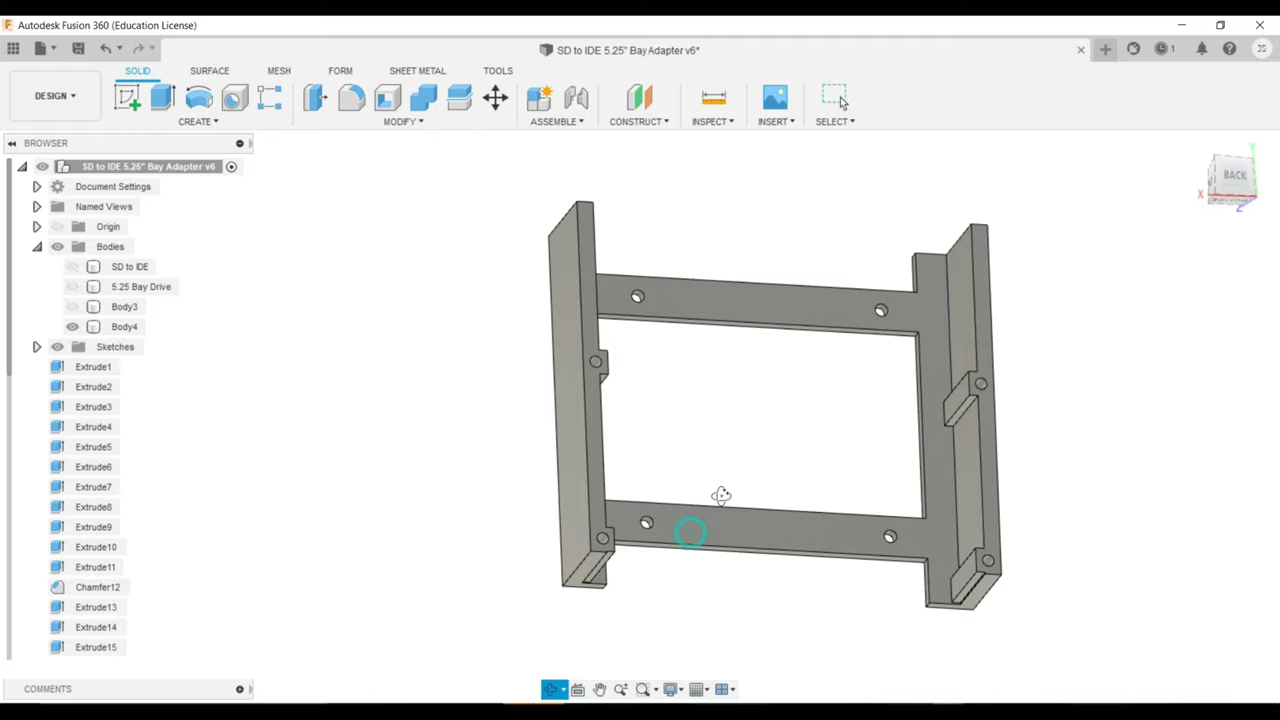 Autodesk Fusion 360 (Education License)
SD to IDE 5.25" Bay Adapter v6*
1
JS
DESIGN
SOLID
SURFACE
MESH
FORM
SHEET METAL
TOOLS
CREATE
MODIFY
ASSEMBLE
CONSTRUCT
INSPECT
INSERT
SELECT
BROWSER
SD to IDE 5.25" Bay Adapter v6
Document Settings
Named Views
Origin
Bodies
SD to IDE
5.25 Bay Drive
Body3
Body4
Sketches
Extrude1
Extrude2
Extrude3
Extrude4
Extrude5
Extrude6
Extrude7
Extrude8
Extrude9
Extrude10
Extrude11
Chamfer12
Extrude13
Extrude14
Extrude15
COMMENTS
BACK
X
Y
Z